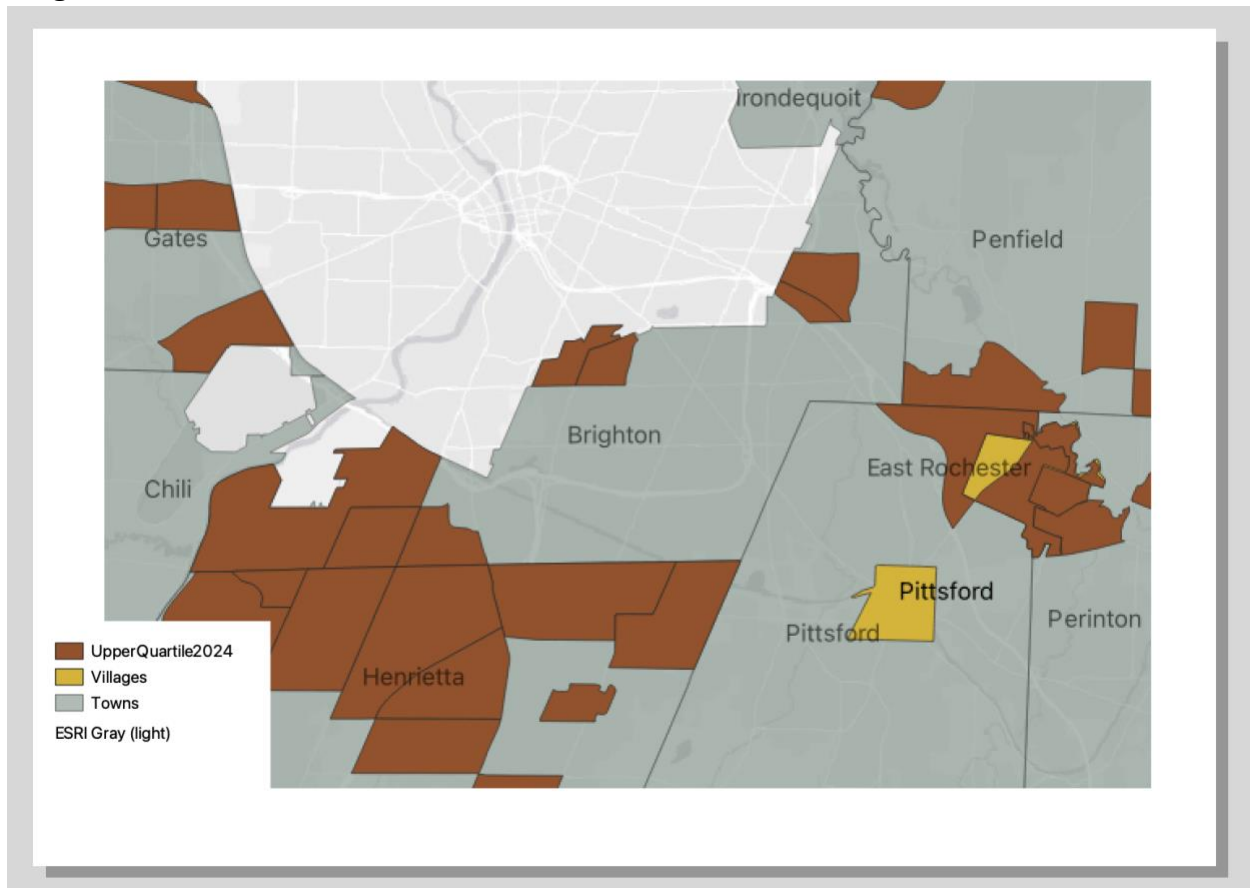 Irondequoit
Gates
Penfield
Brighton
East Rochester
Chili
Pittsford
Perinton
Pittsford
Henrietta
UpperQuartile2024
Villages
Towns
ESRI Gray (light)